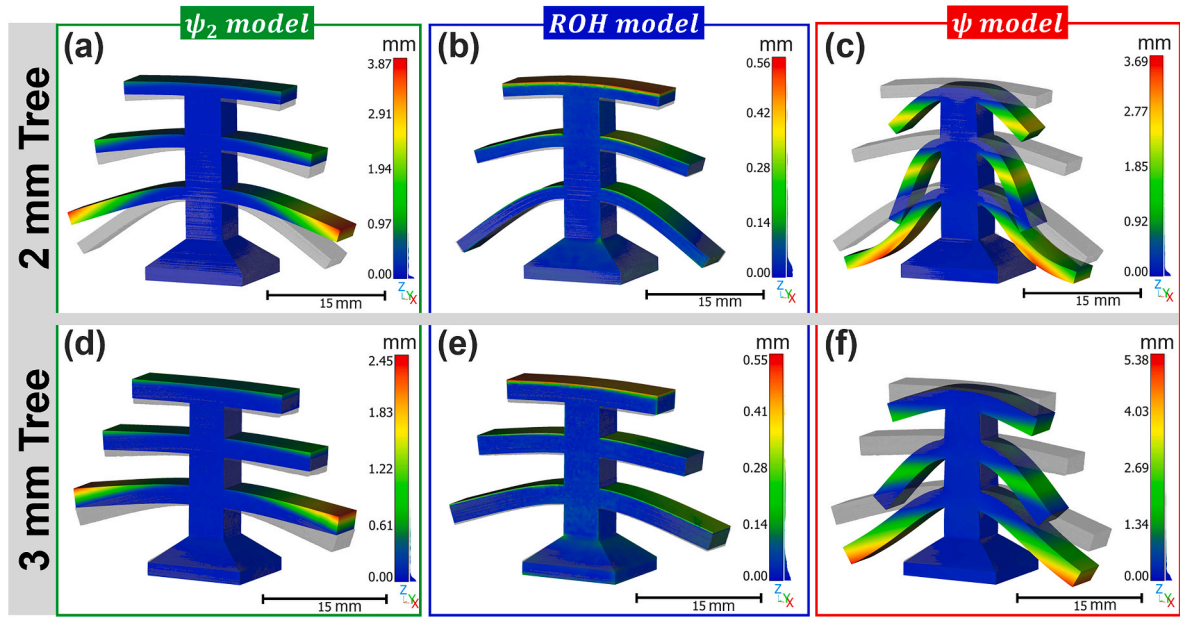 ψ₂ model
ROH model
ψ model
2 mm Tree
(a)
mm
3.87
2.91
1.94
0.97
0.00
Z
Y
X
15 mm
(b)
mm
0.56
0.42
0.28
0.14
0.00
Z
Y
X
15 mm
(c)
mm
3.69
2.77
1.85
0.92
0.00
Z
Y
X
15 mm
3 mm Tree
(d)
mm
2.45
1.83
1.22
0.61
0.00
Z
Y
X
15 mm
(e)
mm
0.55
0.41
0.28
0.14
0.00
Z
Y
X
15 mm
(f)
mm
5.38
4.03
2.69
1.34
0.00
Z
Y
X
15 mm